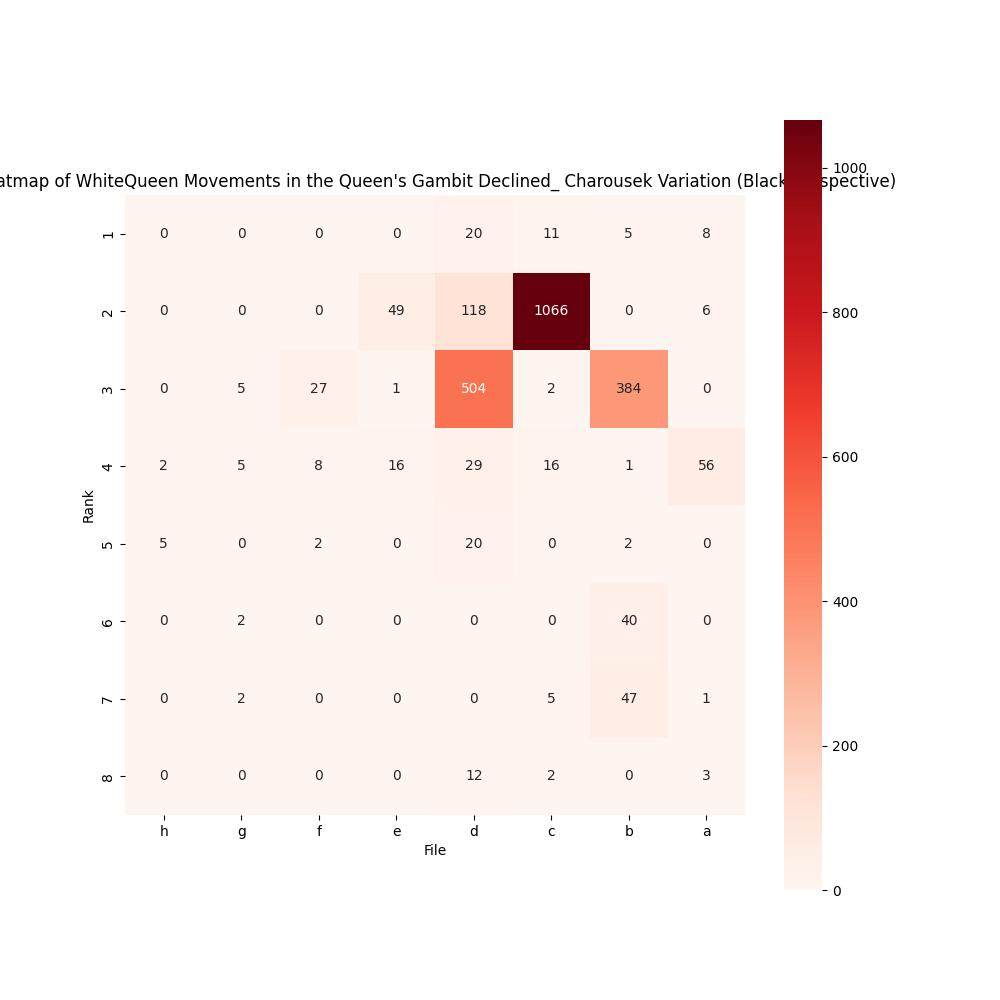 atmap of WhiteQueen Movements in the Queen's Gambit Declined_ Charousek Variation (Black spective)
1 0 0 0 0 20 11 5 8
2 0 0 0 49 118 1066 0 6
3 0 5 27 1 504 2 384 0
4 2 5 8 16 29 16 1 56
5 5 0 2 0 20 0 2 0
6 0 2 0 0 0 0 40 0
7 0 2 0 0 0 5 47 1
8 0 0 0 0 12 2 0 3
h g f e d c b a
File
Rank
1000
800
600
400
200
0